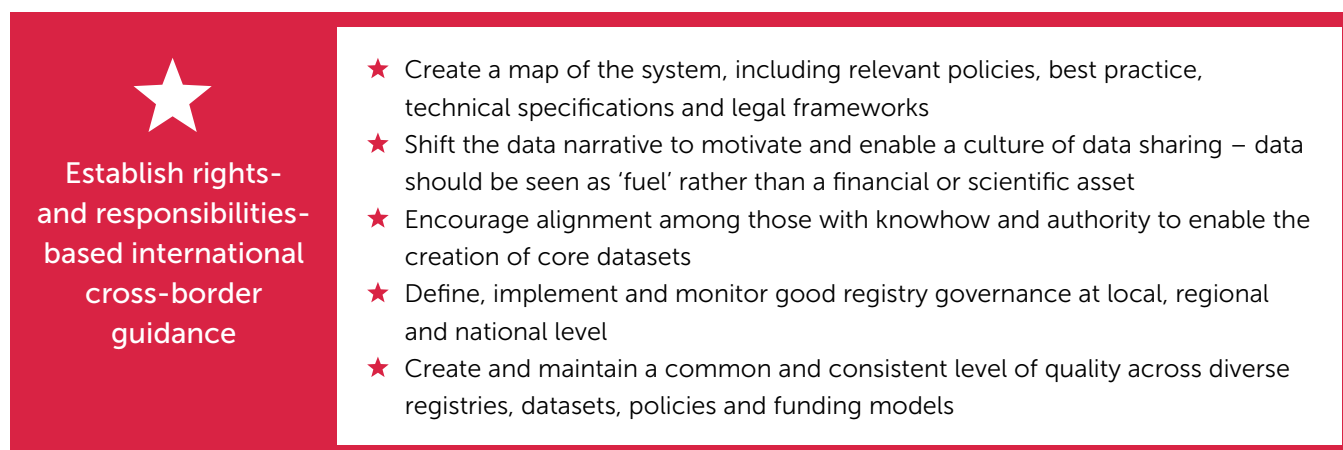 Establish rights-
and responsibilities-
based international
cross-border
guidance
★ Create a map of the system, including relevant policies, best practice,
technical specifications and legal frameworks
★ Shift the data narrative to motivate and enable a culture of data sharing – data
should be seen as ‘fuel’ rather than a financial or scientific asset
★ Encourage alignment among those with knowhow and authority to enable the
creation of core datasets
★ Define, implement and monitor good registry governance at local, regional
and national level
★ Create and maintain a common and consistent level of quality across diverse
registries, datasets, policies and funding models